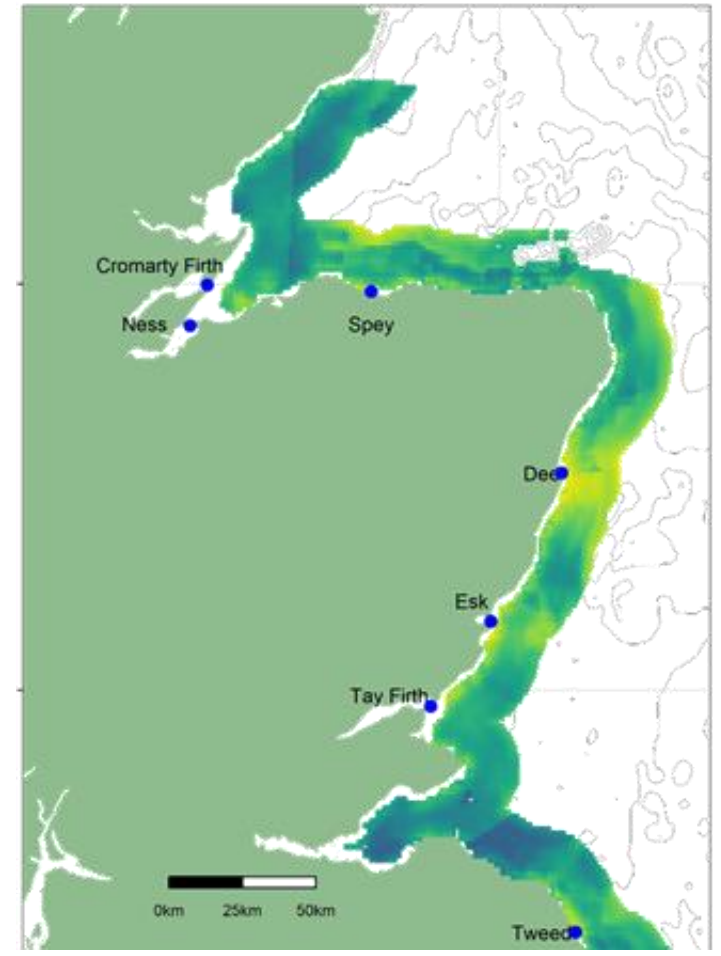 Cromarty Firth
Ness
Spey
Dee
Esk
Tay Firth
0km 25km 50km
Tweed